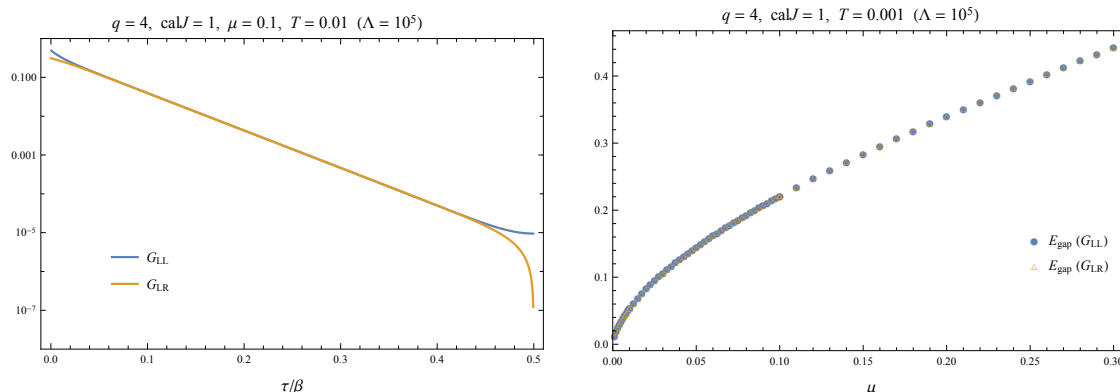 q = 4, calJ = 1, μ = 0.1, T = 0.01 (Λ = 10⁵)
0.100
0.001
10⁻⁵
10⁻⁷
G_LL
G_LR
0.0 0.1 0.2 0.3 0.4 0.5
τ/β
q = 4, calJ = 1, T = 0.001 (Λ = 10⁵)
0.4
0.3
0.2
0.1
0.0
E_gap (G_LL)
E_gap (G_LR)
0.00 0.05 0.10 0.15 0.20 0.25 0.30
μ